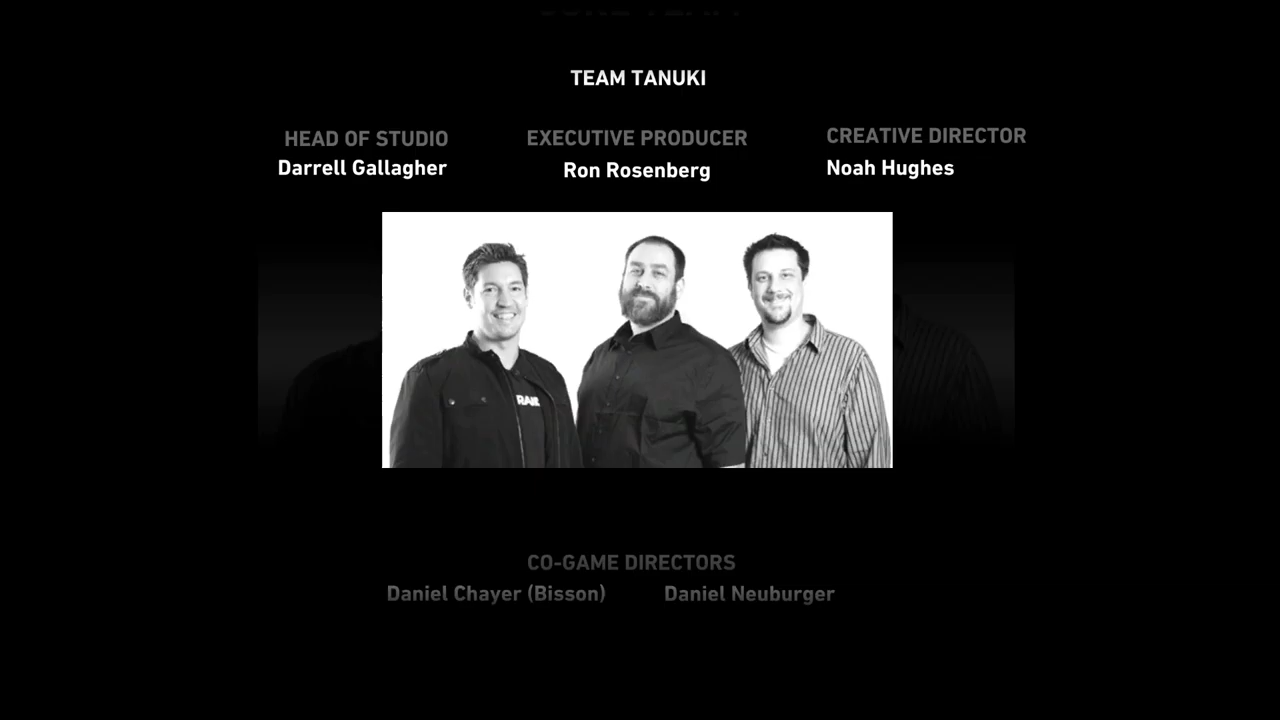 TEAM TANUKI
HEAD OF STUDIO
Darrell Gallagher
EXECUTIVE PRODUCER
Ron Rosenberg
CREATIVE DIRECTOR
Noah Hughes
CO-GAME DIRECTORS
Daniel Chayer (Bisson)
Daniel Neuburger